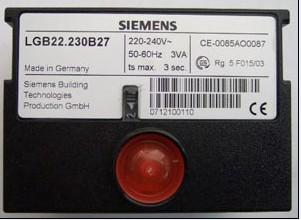 SIEMENS
LGB22.230B27
220-240V~
50-60Hz 3VA
ts max. 3 sec.
CE-0085AO0087
Rg. 5 F015/03
Made in Germany
Siemens Building
Technologies
Production GmbH
0712100110